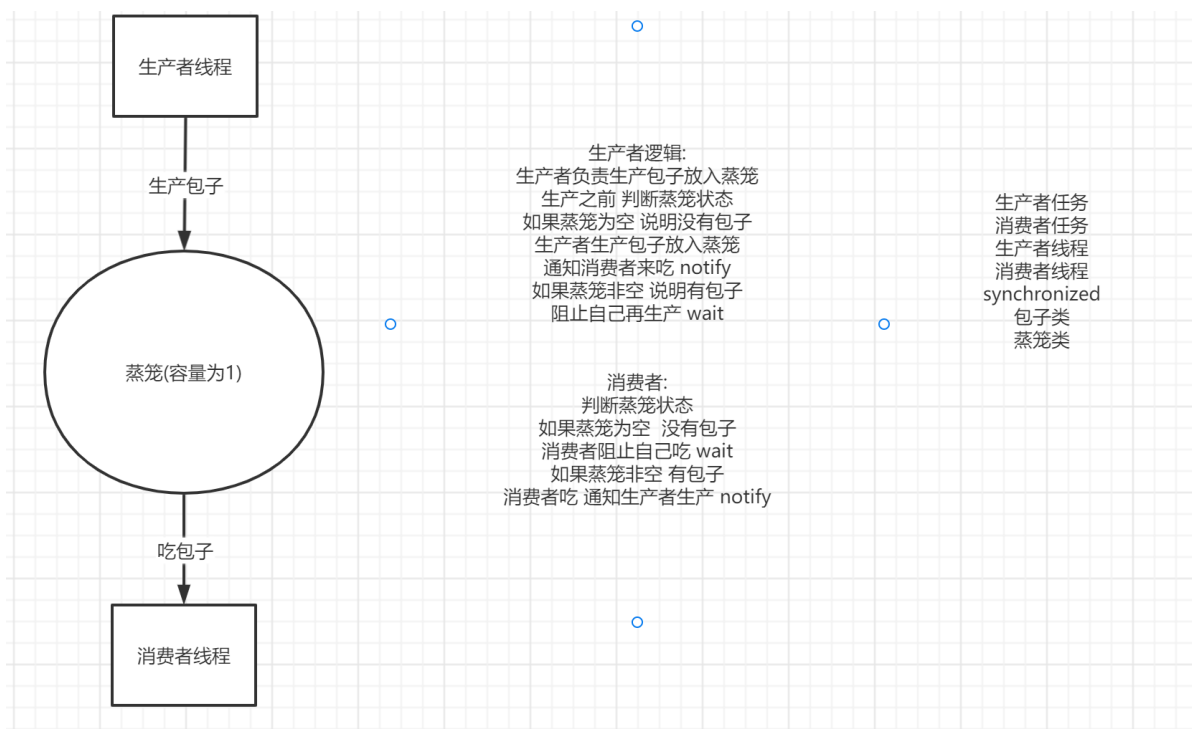 生产者线程
生产包子
蒸笼(容量为1)
吃包子
消费者线程
生产者逻辑:
生产者负责生产包子放入蒸笼
生产之前 判断蒸笼状态
如果蒸笼为空 说明没有包子
生产者生产包子放入蒸笼
通知消费者来吃 notify
如果蒸笼非空 说明有包子
阻止自己再生产 wait
消费者:
判断蒸笼状态
如果蒸笼为空  没有包子
消费者阻止自己吃 wait
如果蒸笼非空 有包子
消费者吃 通知生产者生产 notify
生产者任务
消费者任务
生产者线程
消费者线程
synchronized
包子类
蒸笼类